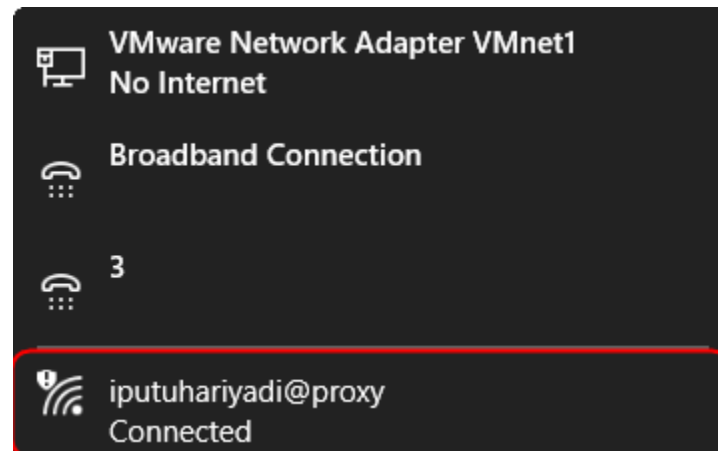 VMware Network Adapter VMnet1
No Internet
Broadband Connection
3
iputuhariyadi@proxy
Connected